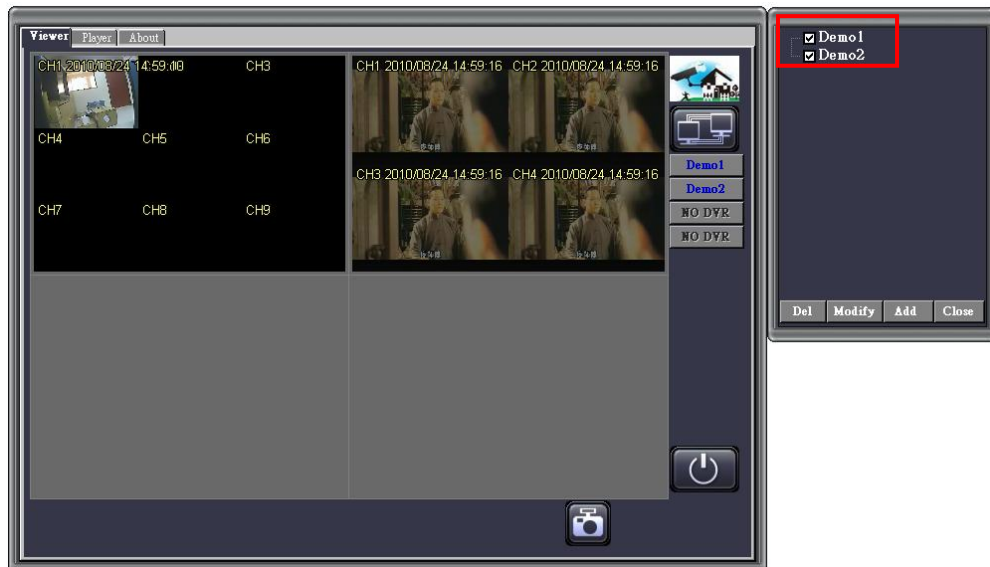 Viewer Player About
CH1 2010/08/24 14:59: CH3
CH4 CH5 CH6
CH7 CH8 CH9
CH1 2010/08/24 14:59:16 CH2 2010/08/24 14:59:16
CH3 2010/08/24 14:59:16 CH4 2010/08/24 14:59:16
Demo1
Demo2
NO DVR
NO DVR
Demo1
Demo2
Del Modify Add Close